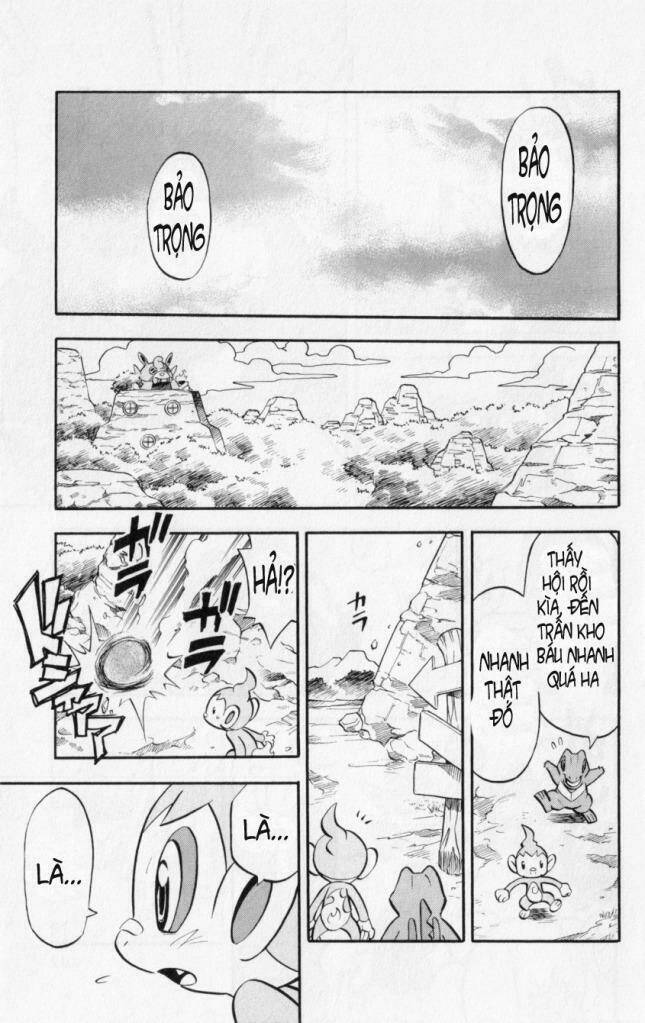 BẢO
TRỌNG
BẢO
TRỌNG
THẤY
HỘI RỒI
KÌA, ĐẾN
TRẤN KHO
BÁU NHANH
QUÁ HA
NHANH
THẬT
ĐÓ
カラ
HẢ!?
ガラ
ガラ
LÀ...
LÀ...